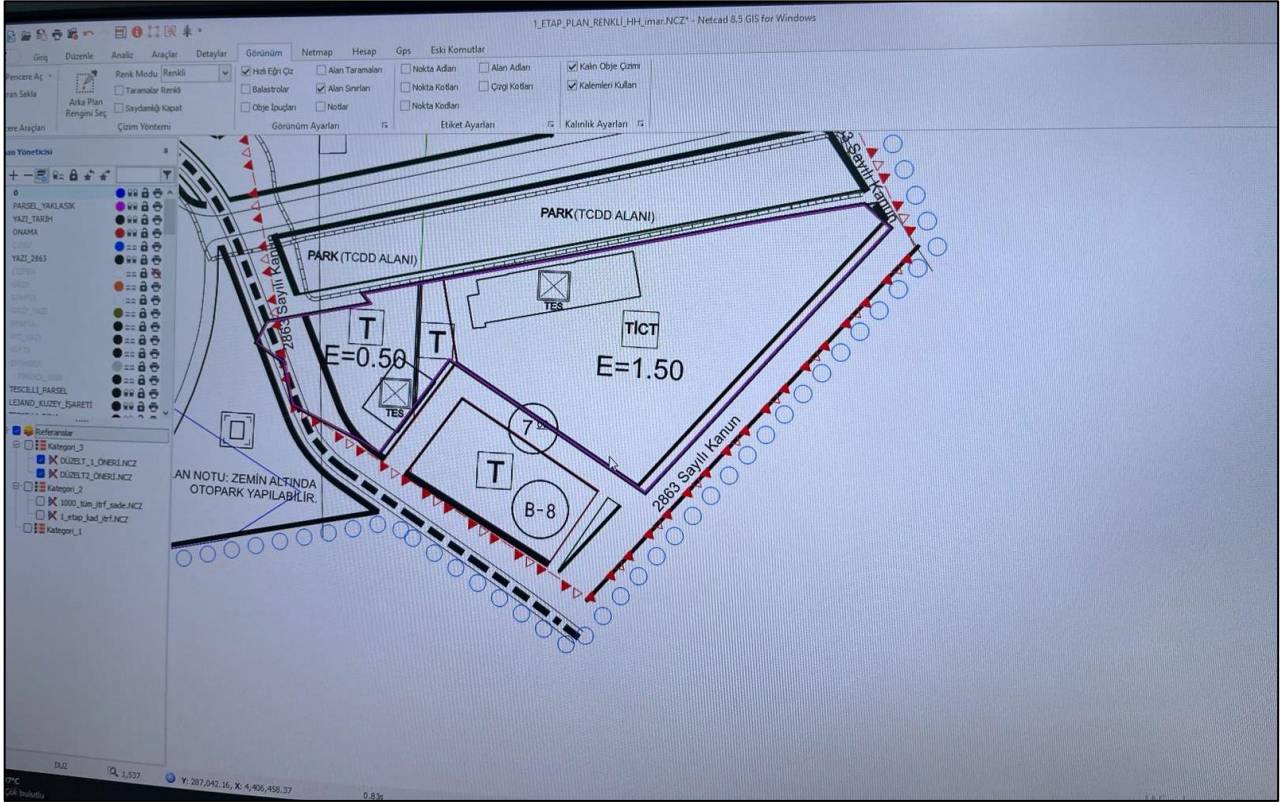 1_ETAP_PLAN_RENKLİ_HH_imar.NCZ* - Netcad 8.5 GIS for Windows
Giriş Düzenle Analiz Araçlar Detaylar Görünüm Netmap Hesap Gps Eski Komutlar
Pencere Aç
Arka Plan Rengini Seç
Renk Modu Renkli
Taramalar Renkli
Saydamlığı Kapat
Çizim Yöntemi
Hızlı Eğri Çiz
Balastrolar
Obje İpuçları
Alan Taramaları
Alan Sınırları
Notlar
Görünüm Ayarları
Nokta Adları
Nokta Kotları
Nokta Kodları
Alan Adları
Çizgi Kotları
Etiket Ayarları
Kalın Obje Çizimi
Kalemleri Kullan
Kalınlık Ayarları
0
PARSEL_YAKLASIK
YAZI_TARİH
ONAMA
YAZI_2863
TESCILLI_PARSEL
LEJAND_KUZEY_İŞARETİ
Referanslar
Kategori_3
DÜZELT_1_ÖNERİ.NCZ
DÜZELT2_ÖNERİ.NCZ
Kategori_2
1000_tüm_itrf_sade.NCZ
1_etap_kad_itrf.NCZ
Kategori_1
PARK(TCDD ALANI)
PARK(TCDD ALANI)
2863 Sayılı Kanun
3 Sayılı Kanun
TES
T
T
E=0.50
TİCT
E=1.50
TES
7
T
B-8
2863 Sayılı Kanun
AN NOTU: ZEMİN ALTINDA
OTOPARK YAPILABİLİR.
DUZ
1,537
Y: 287,042.16, X: 4,406,458.37
0.83s
7°C
Çok bulutlu